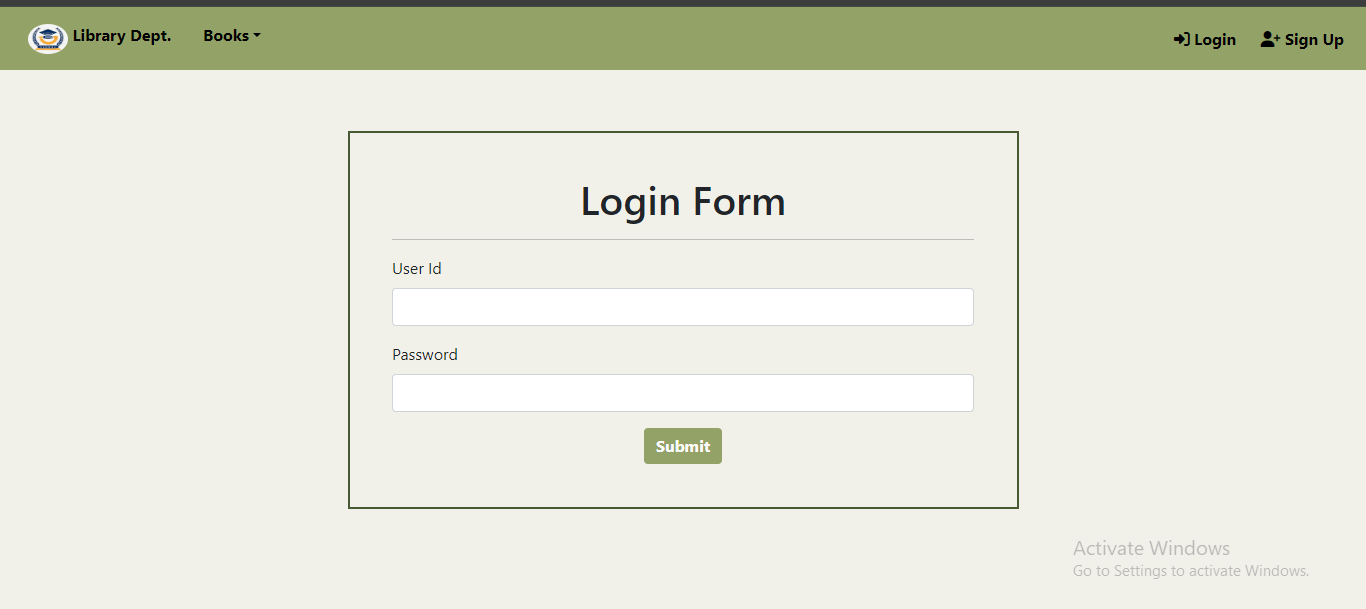 Library Dept.
Books
Login
Sign Up
Login Form
User Id
Password
Submit
Activate Windows
Go to Settings to activate Windows.